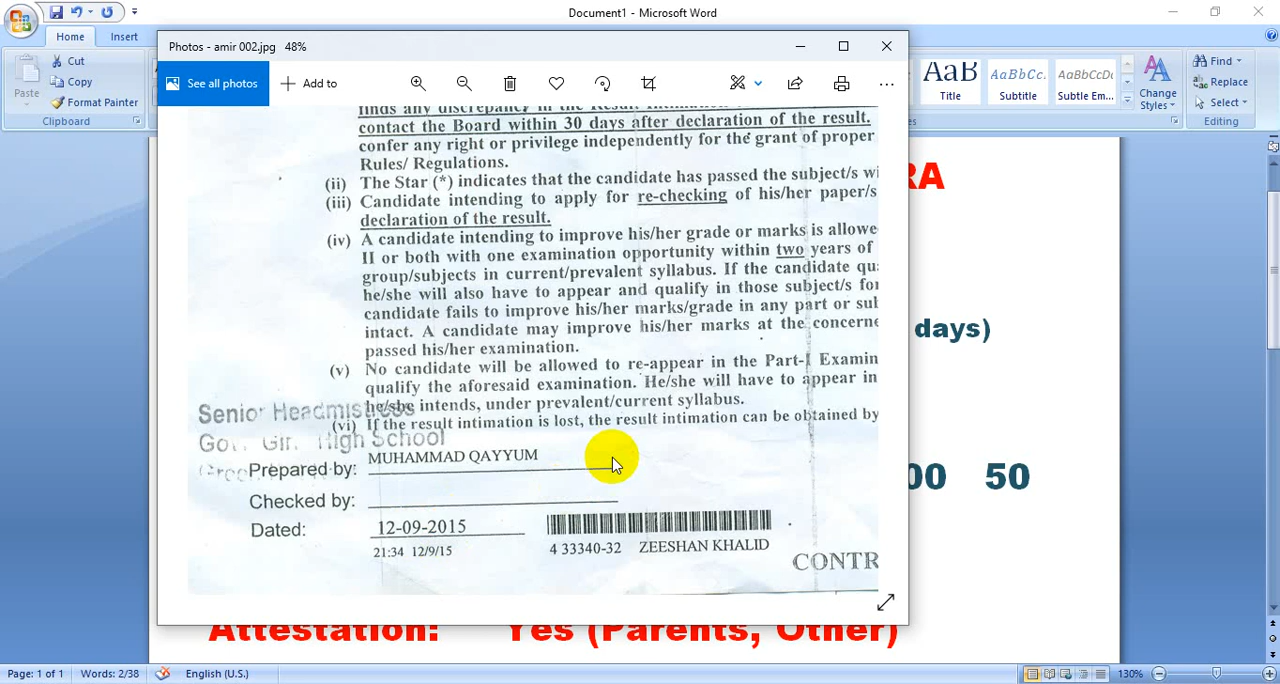 Document1 - Microsoft Word
Home Insert
Cut
Copy
Paste
Format Painter
Clipboard
Photos - amir 002.jpg 48%
See all photos
Add to
AaB AaBbCc. AaBbCcDc
Title Subtitle Subtle Em...
Change
Styles
Find
Replace
Select
Editing
RA
days)
00 50
finds any discrepancy in the Result
contact the Board within 30 days after declaration of the result.
confer any right or privilege independently for the grant of proper
Rules/ Regulations.
(ii) The Star (*) indicates that the candidate has passed the subject/s wi
(iii) Candidate intending to apply for re-checking of his/her paper/s
declaration of the result.
(iv) A candidate intending to improve his/her grade or marks is allowe
II or both with one examination opportunity within two years of
group/subjects in current/prevalent syllabus. If the candidate qu
he/she will also have to appear and qualify in those subject/s for
candidate fails to improve his/her marks/grade in any part or sub
intact. A candidate may improve his/her marks at the concerne
passed his/her examination.
(v) No candidate will be allowed to re-appear in the Part-I Examin
qualify the aforesaid examination. He/she will have to appear in
he/she intends, under prevalent/current syllabus.
(vi) If the result intimation is lost, the result intimation can be obtained by
Senior Headmistress
High School
Prepared by: MUHAMMAD QAYYUM
Checked by:
Dated: 12-09-2015
21:34 12/9/15
4 33340-32 ZEESHAN KHALID
CONTR
Attestation: Yes (Parents, Other)
Page: 1 of 1 Words: 2/38 English (U.S.) 130%